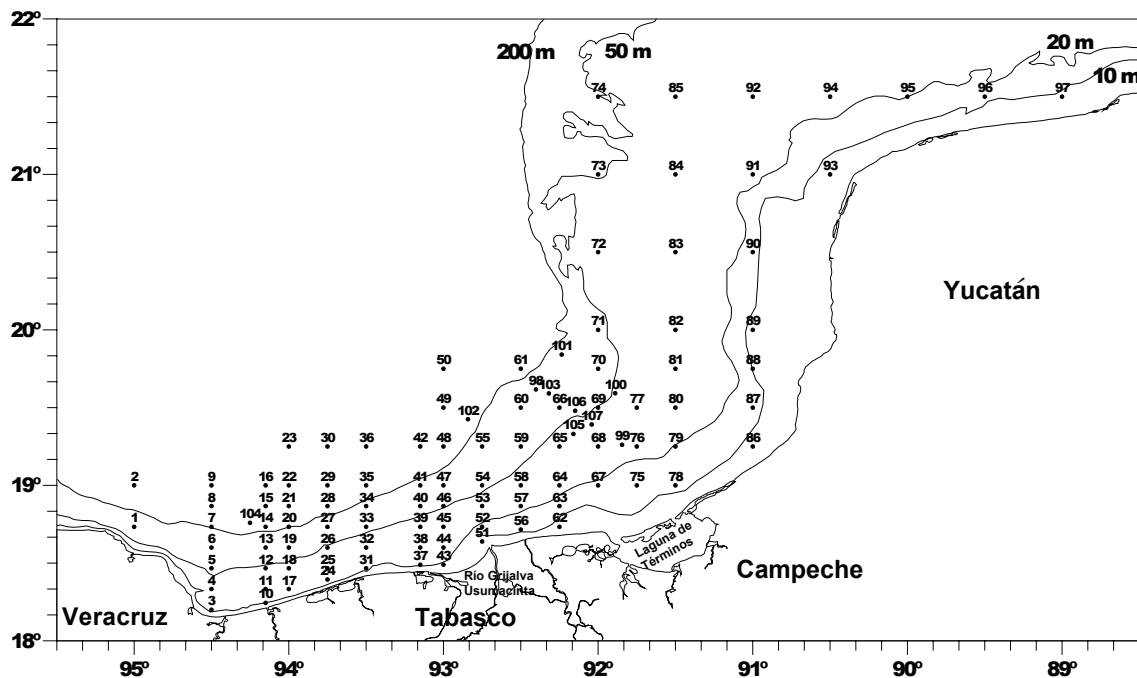 22º
200 m
50 m
20 m
10 m
74 85 92 94 95 96 97
21º
73 84 91 93
72 83 90
Yucatán
20º
71 82 89
101
50 61 70 81 88
98 103 100
49 60 66 106 69 77 80 87
102 107
105
23 30 36 42 48 55 59 65 68 99 76 79 86
19º
2 9 16 22 29 35 41 47 54 58 64 67 75 78
8 15 21 28 34 40 46 53 57 63
1 7 104 14 20 27 33 39 45 52 56 62
51
6 13 19 26 32 38 44
5 12 18 25 31 37 43
24
4 11 17
10
3
Laguna de
Términos
Río Grijalva
Usumacinta
Campeche
Veracruz
Tabasco
18º
95º 94º 93º 92º 91º 90º 89º